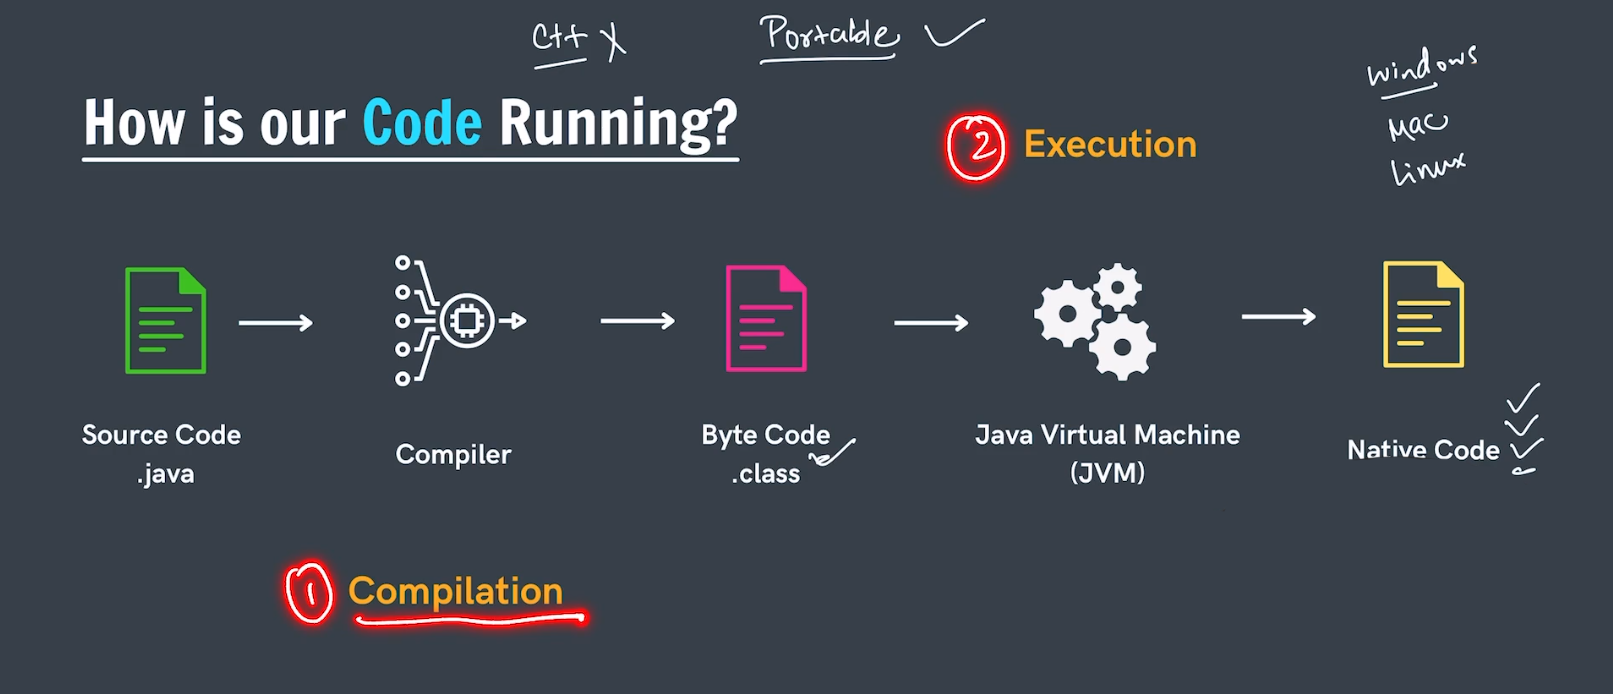 C++ X
Portable ✓
Windows
Mac
Linux
How is our Code Running?
2 Execution
Source Code
.java
Compiler
Byte Code
.class
Java Virtual Machine
(JVM)
Native Code
1 Compilation